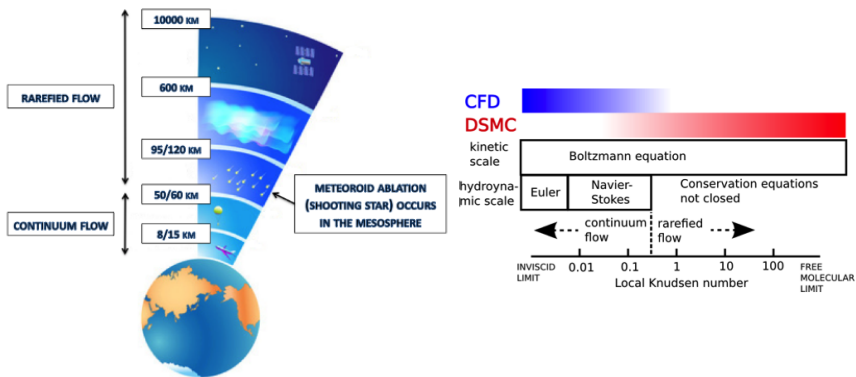 10000 KM
RAREFIED FLOW
600 KM
95/120 KM
50/60 KM
CONTINUUM FLOW
8/15 KM
METEOROID ABLATION
(SHOOTING STAR) OCCURS
IN THE MESOSPHERE
CFD
DSMC
kinetic
scale
Boltzmann equation
hydroyna-
mic scale
Euler
Navier-
Stokes
Conservation equations
not closed
continuum
flow
rarefied
flow
INVISCID
LIMIT
0.01
0.1
1
10
100
FREE
MOLECULAR
LIMIT
Local Knudsen number